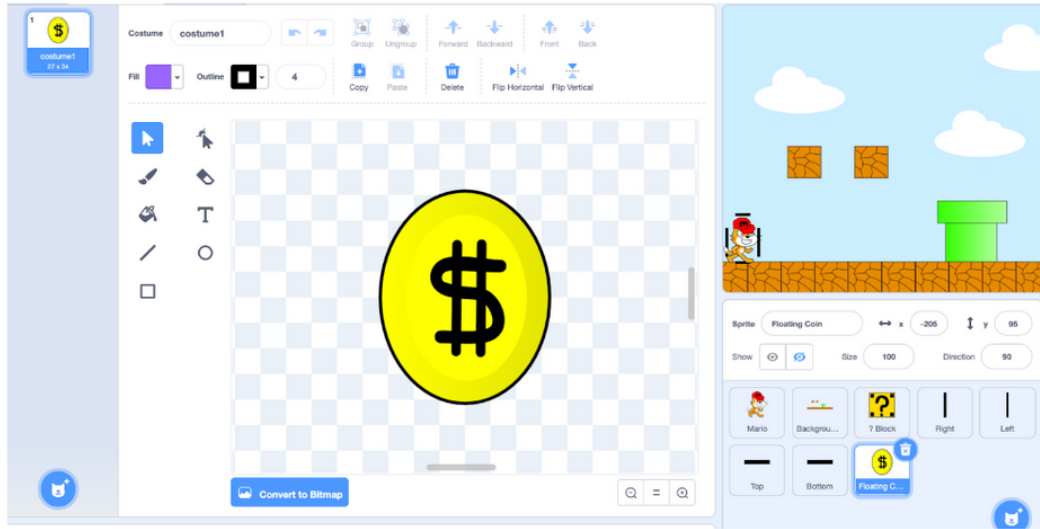 1
$
costume1
27 x 34
Costume costume1
Group Ungroup Forward Backward Front Back
Fill Outline 4
Copy Paste Delete Flip Horizontal Flip Vertical
T
$
Convert to Bitmap
=
Sprite Floating Coin x -205 y 95
Show Size 100 Direction 90
?
Mario Backgrou... ? Block Right Left
$
Top Bottom Floating C...